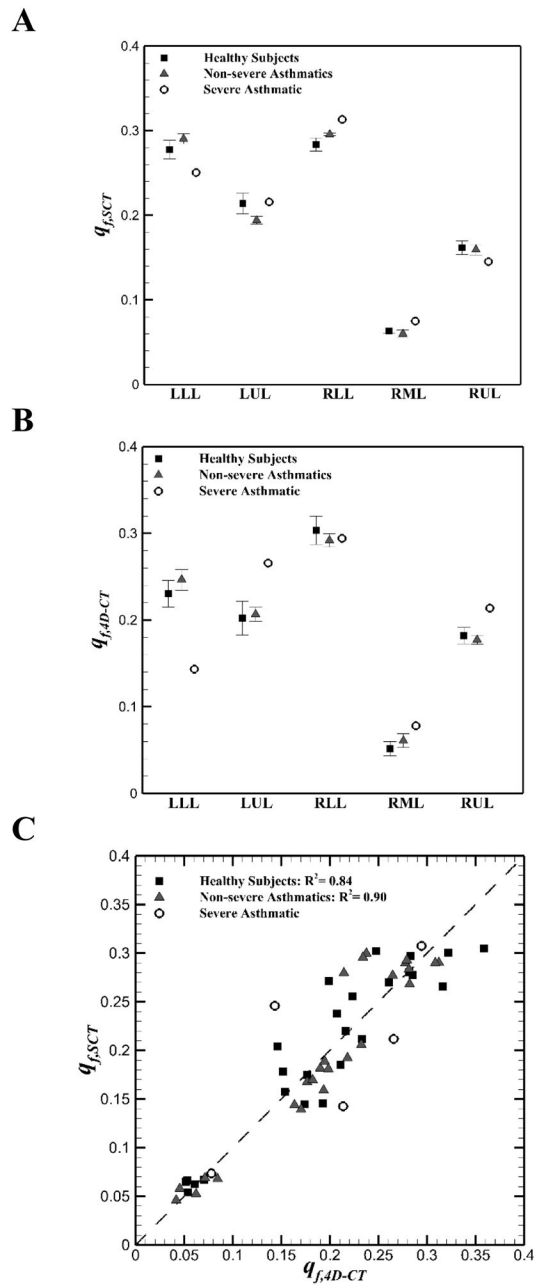 A
0.4
Healthy Subjects
Non-severe Asthmatics
Severe Asthmatic
0.3
0.2
0.1
0
qf,SCT
LLL LUL RLL RML RUL
B
0.4
Healthy Subjects
Non-severe Asthmatics
Severe Asthmatic
0.3
0.2
0.1
0
qf,4D-CT
LLL LUL RLL RML RUL
C
0.4
Healthy Subjects: R²= 0.84
Non-severe Asthmatics: R²= 0.90
Severe Asthmatic
0.35
0.3
0.25
0.2
0.15
0.1
0.05
0
qf,SCT
0 0.05 0.1 0.15 0.2 0.25 0.3 0.35 0.4
qf,4D-CT